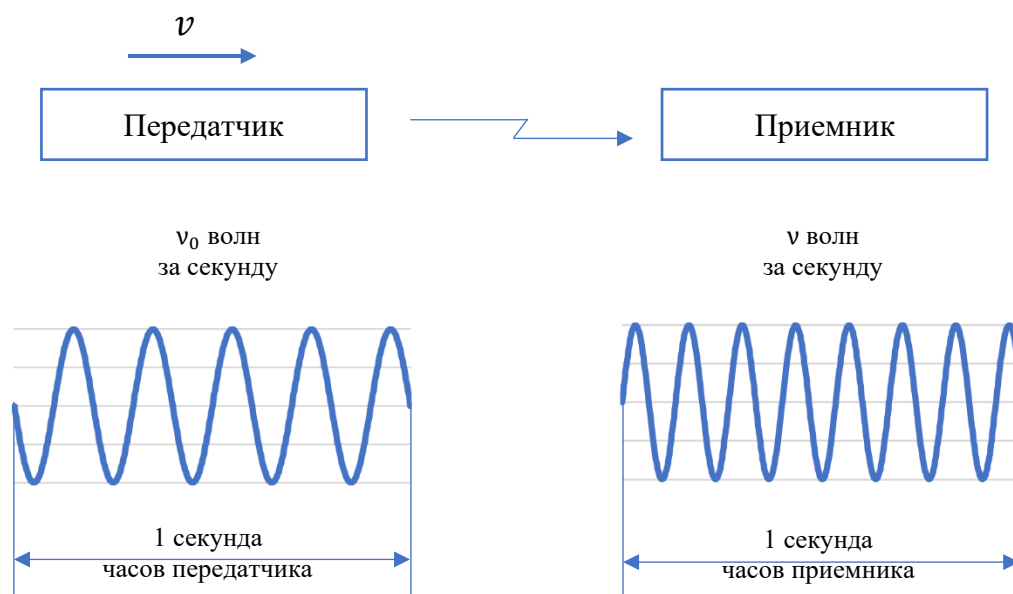 v
Передатчик
Приемник
ν₀ волн
за секунду
ν волн
за секунду
1 секунда
часов передатчика
1 секунда
часов приемника